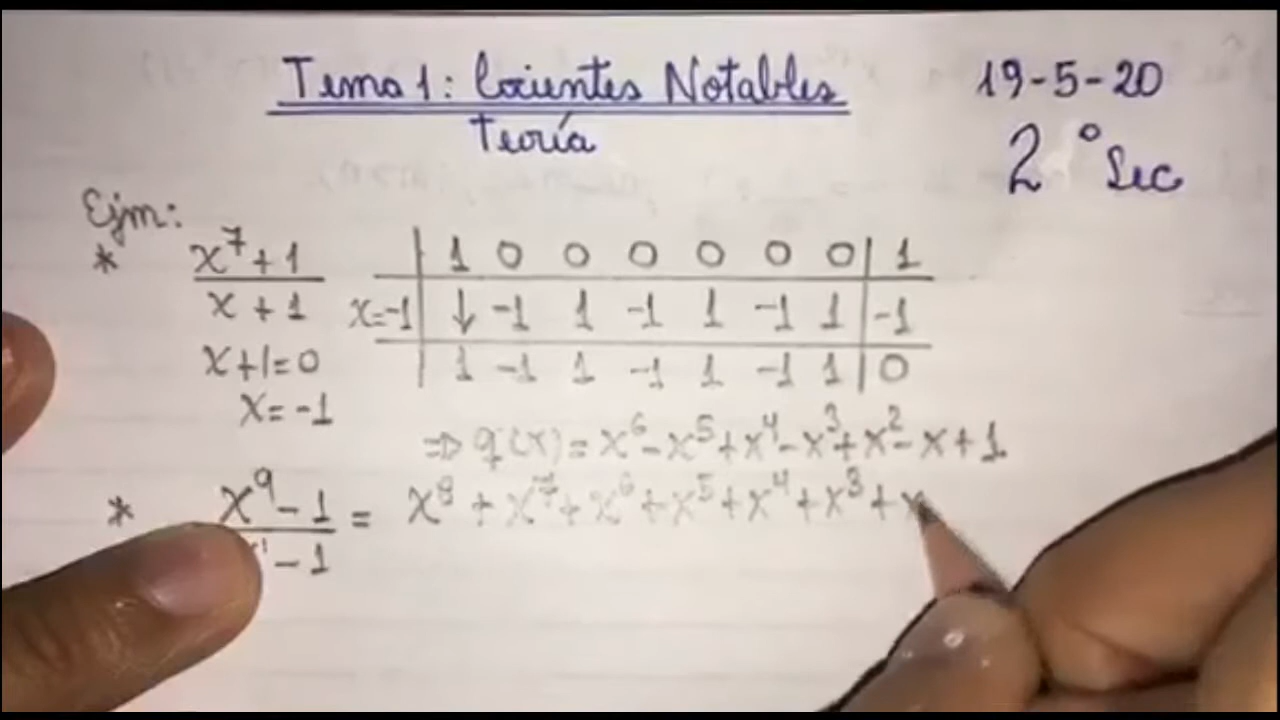 Tema 1: Cocientes Notables
Teoría
19-5-20
2° Sec
Ejm:
* x⁷+1 / x+1
x+1=0
x=-1
1 0 0 0 0 0 0 1
x=-1 ↓ -1 1 -1 1 -1 1 -1
1 -1 1 -1 1 -1 1 0
⇒ q(x)=x⁶-x⁵+x⁴-x³+x²-x+1
* x⁹-1 / -1 = x⁸+x⁷+x⁶+x⁵+x⁴+x³+x